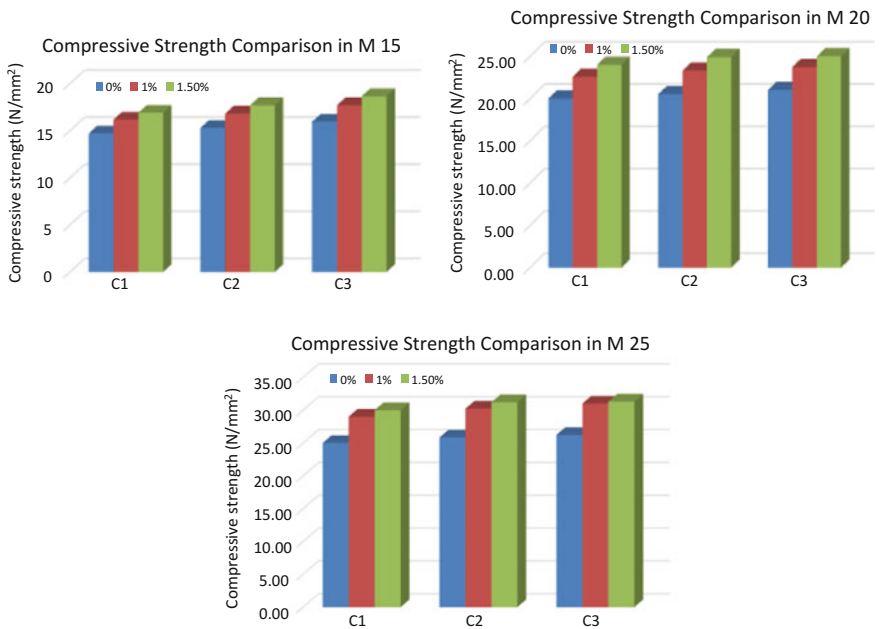 Compressive Strength Comparison in M 15
Compressive strength (N/mm²)
0% 1% 1.50%
20
15
10
5
0
C1 C2 C3
Compressive Strength Comparison in M 20
Compressive strength (N/mm²)
0% 1% 1.50%
25.00
20.00
15.00
10.00
5.00
0.00
C1 C2 C3
Compressive Strength Comparison in M 25
Compressive strength (N/mm²)
0% 1% 1.50%
35.00
30.00
25.00
20.00
15.00
10.00
5.00
0.00
C1 C2 C3